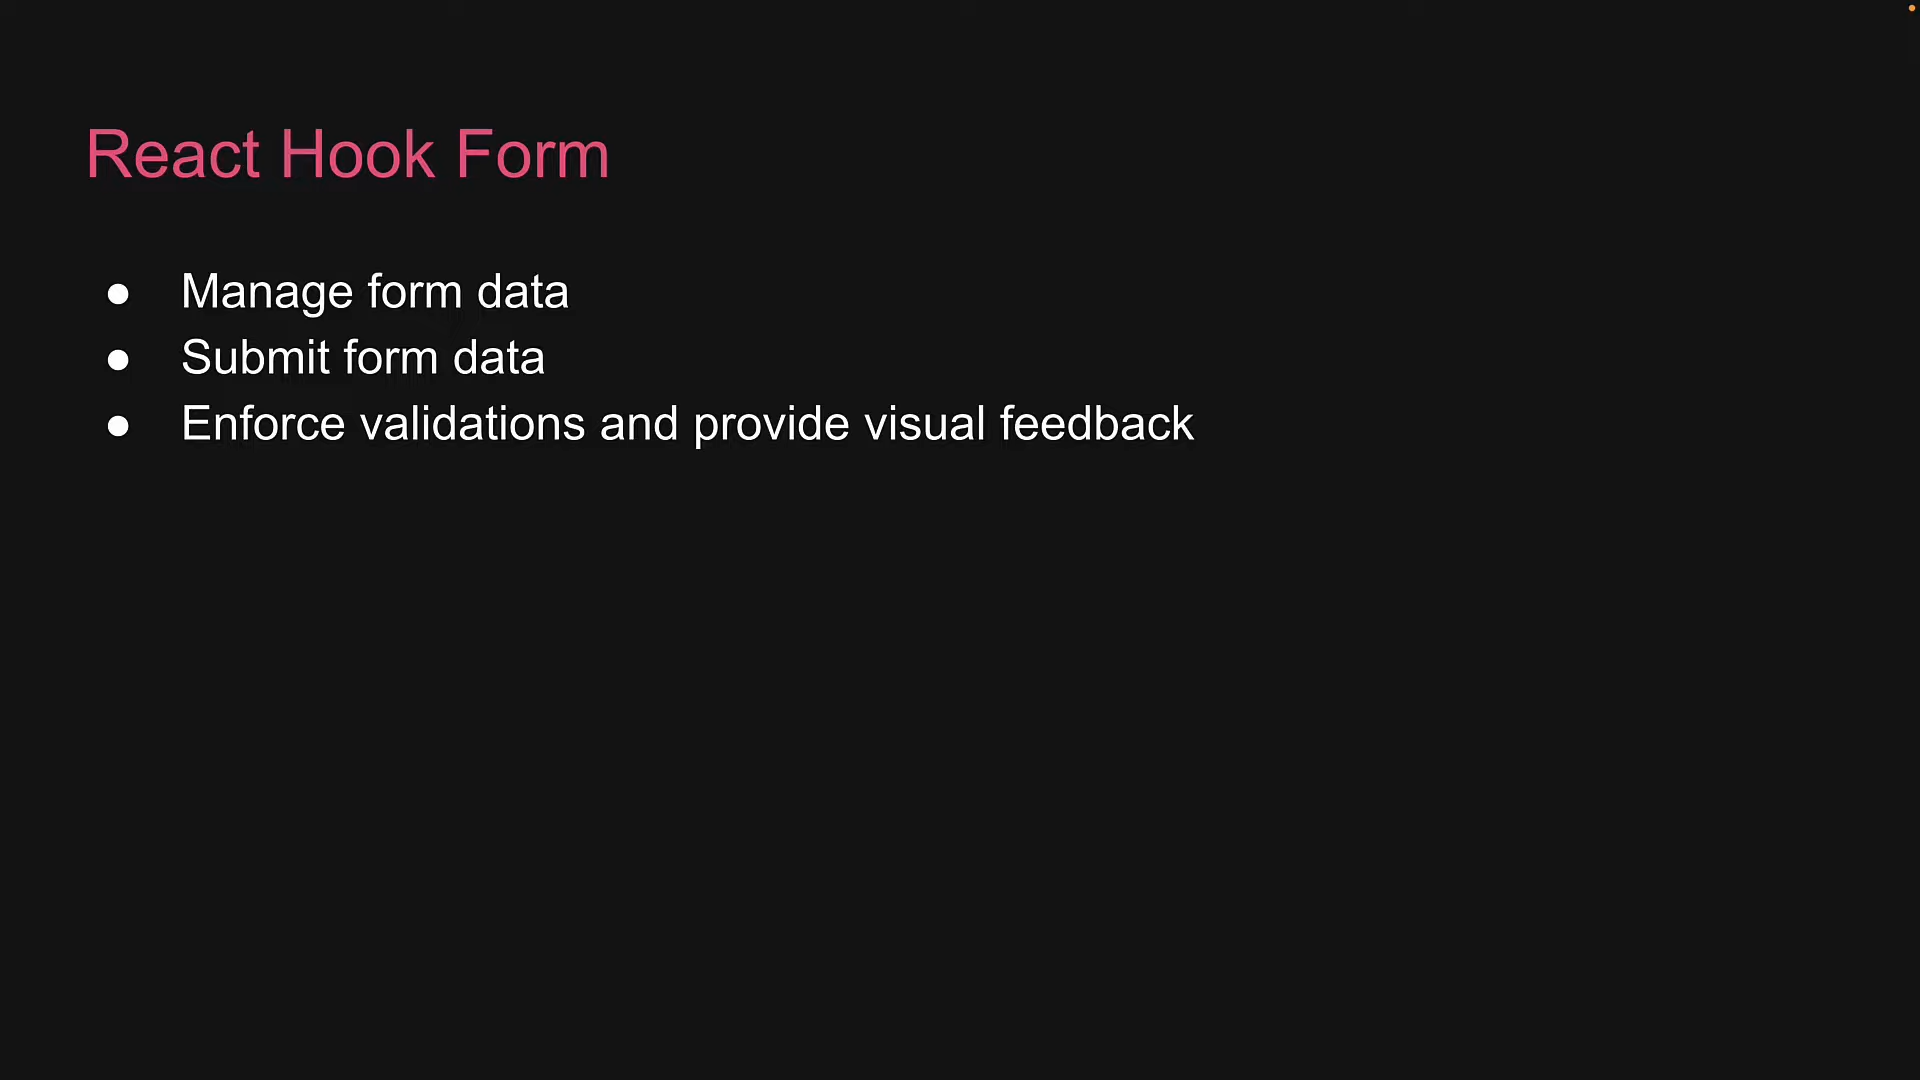 React Hook Form
● Manage form data
● Submit form data
● Enforce validations and provide visual feedback